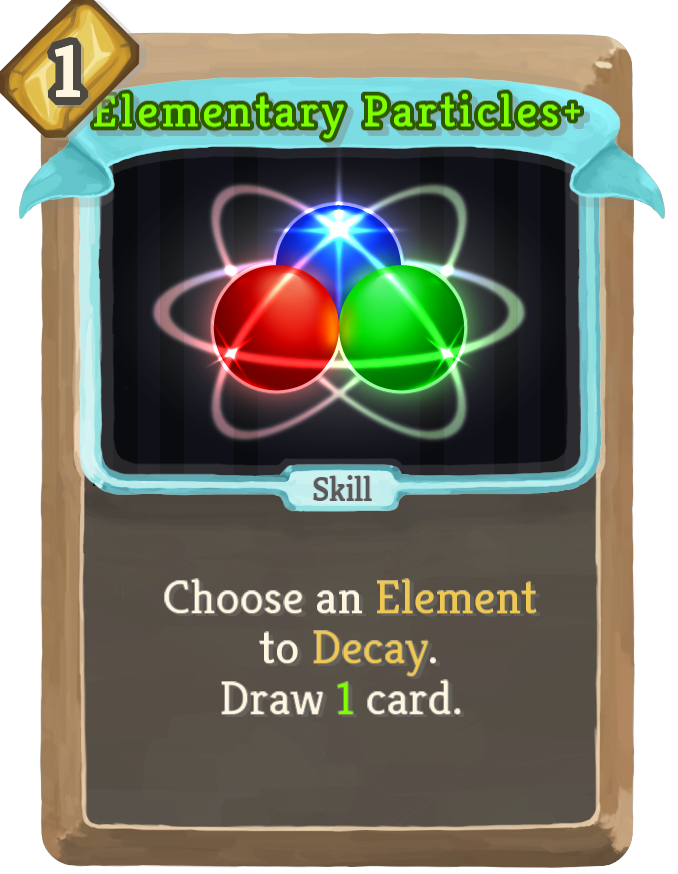 1
Elementary Particles+
Skill
Choose an Element
to Decay.
Draw 1 card.